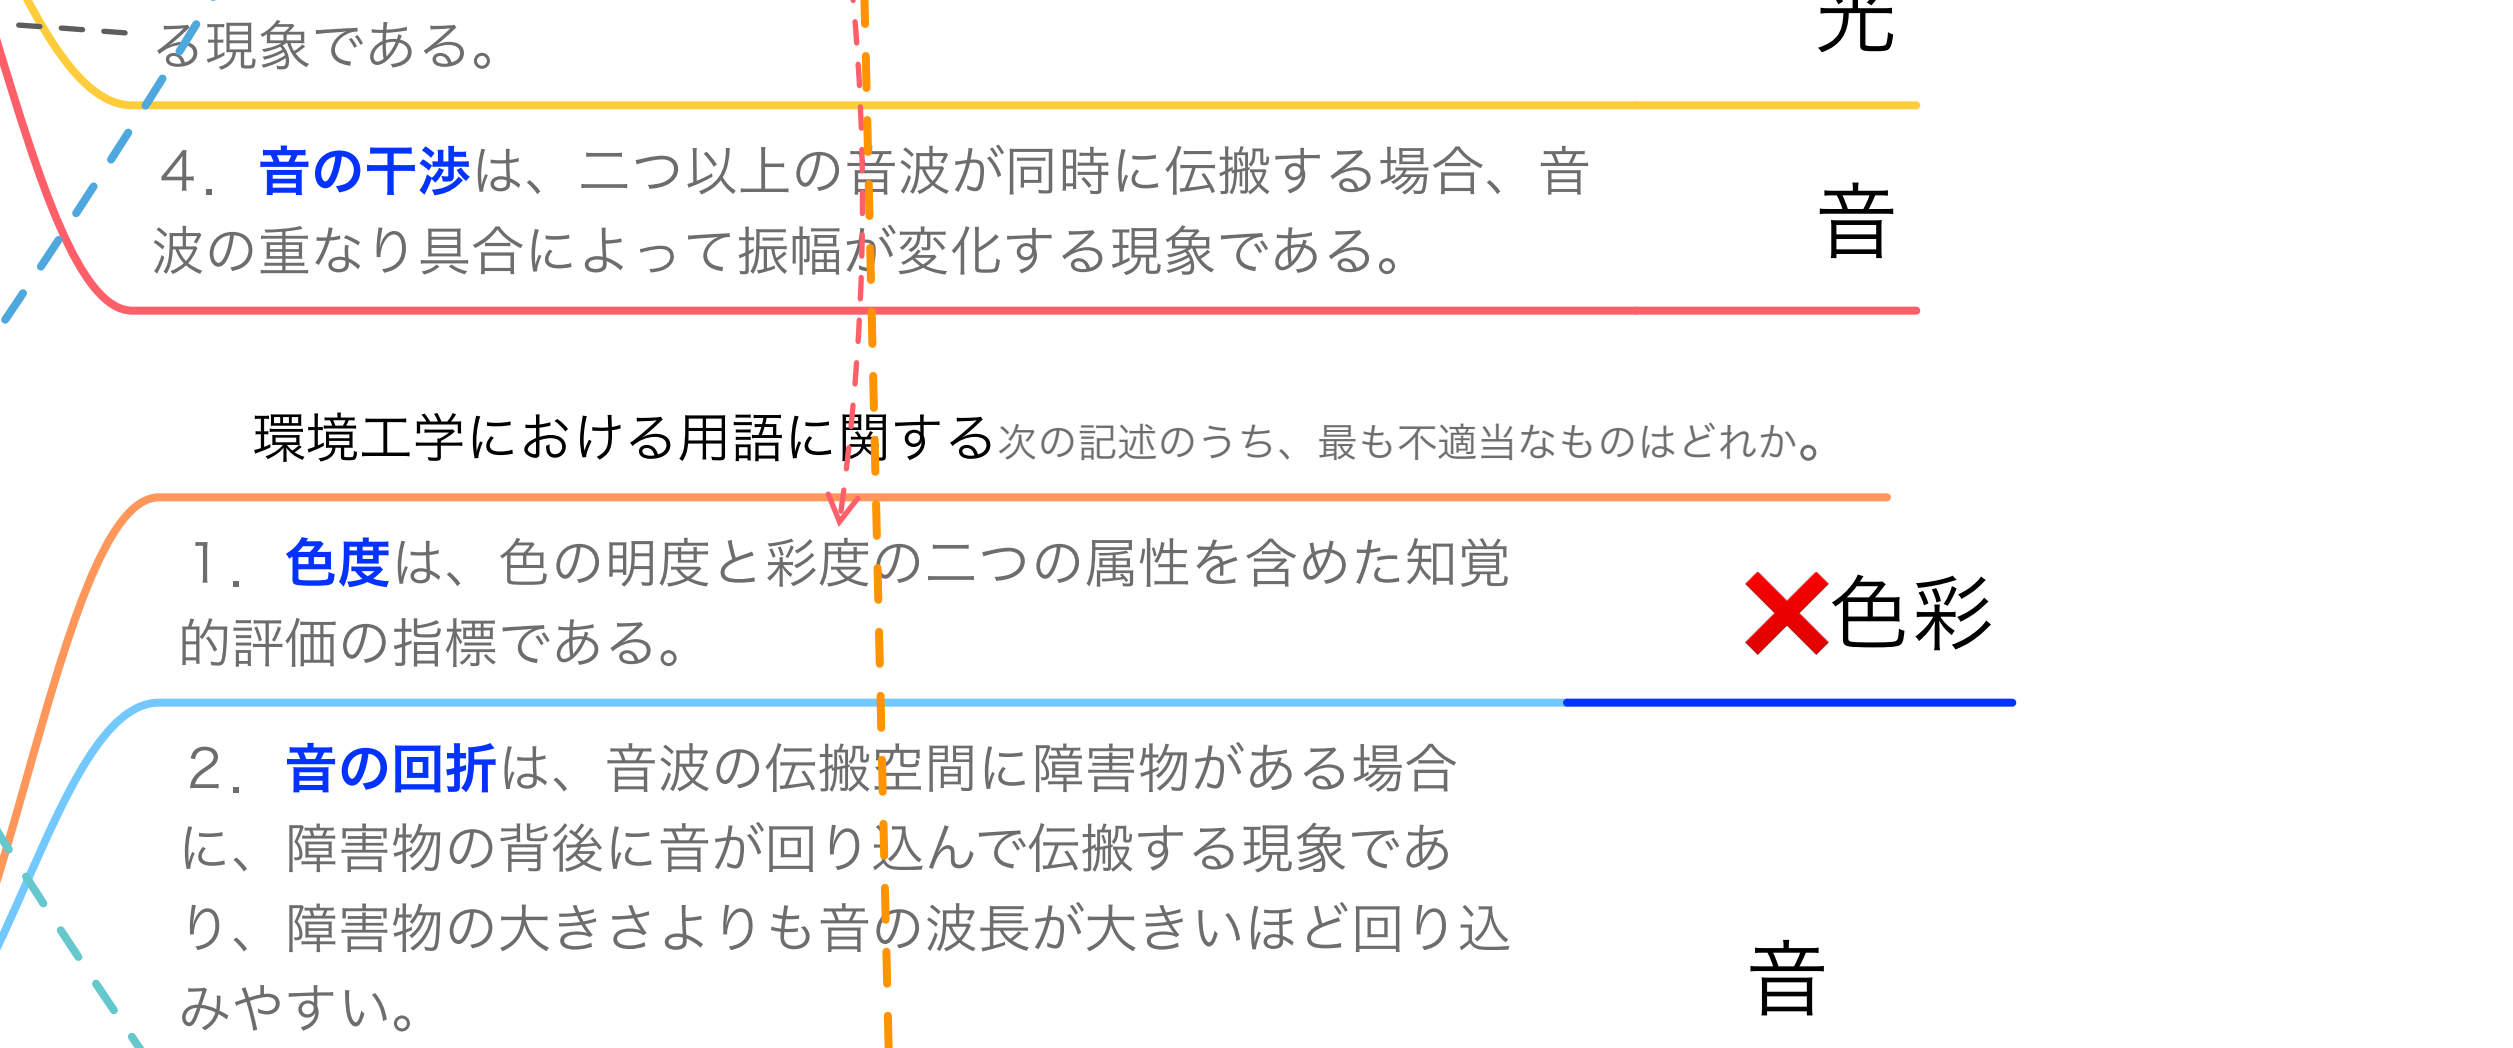 る現象である。
光
4. 音の干渉は、二つ以上の音波が同時に伝搬する場合、音
波の重なり具合によって振幅が変化する現象である。
音
環境工学における用語に関する次の記述のうち、最も不適当なものはどれか。
1. 色度は、色の明度と彩度の二つの属性を合せた、色刺激の心理
的評価の指標である。
❌色彩
2. 音の回折は、音波の伝搬空間に障害物がある場合
に、障害物の背後に音が回り込んで伝搬する現象であ
り、障害物の大きさよりも音の波長が大きいほど回り込
みやすい。
音